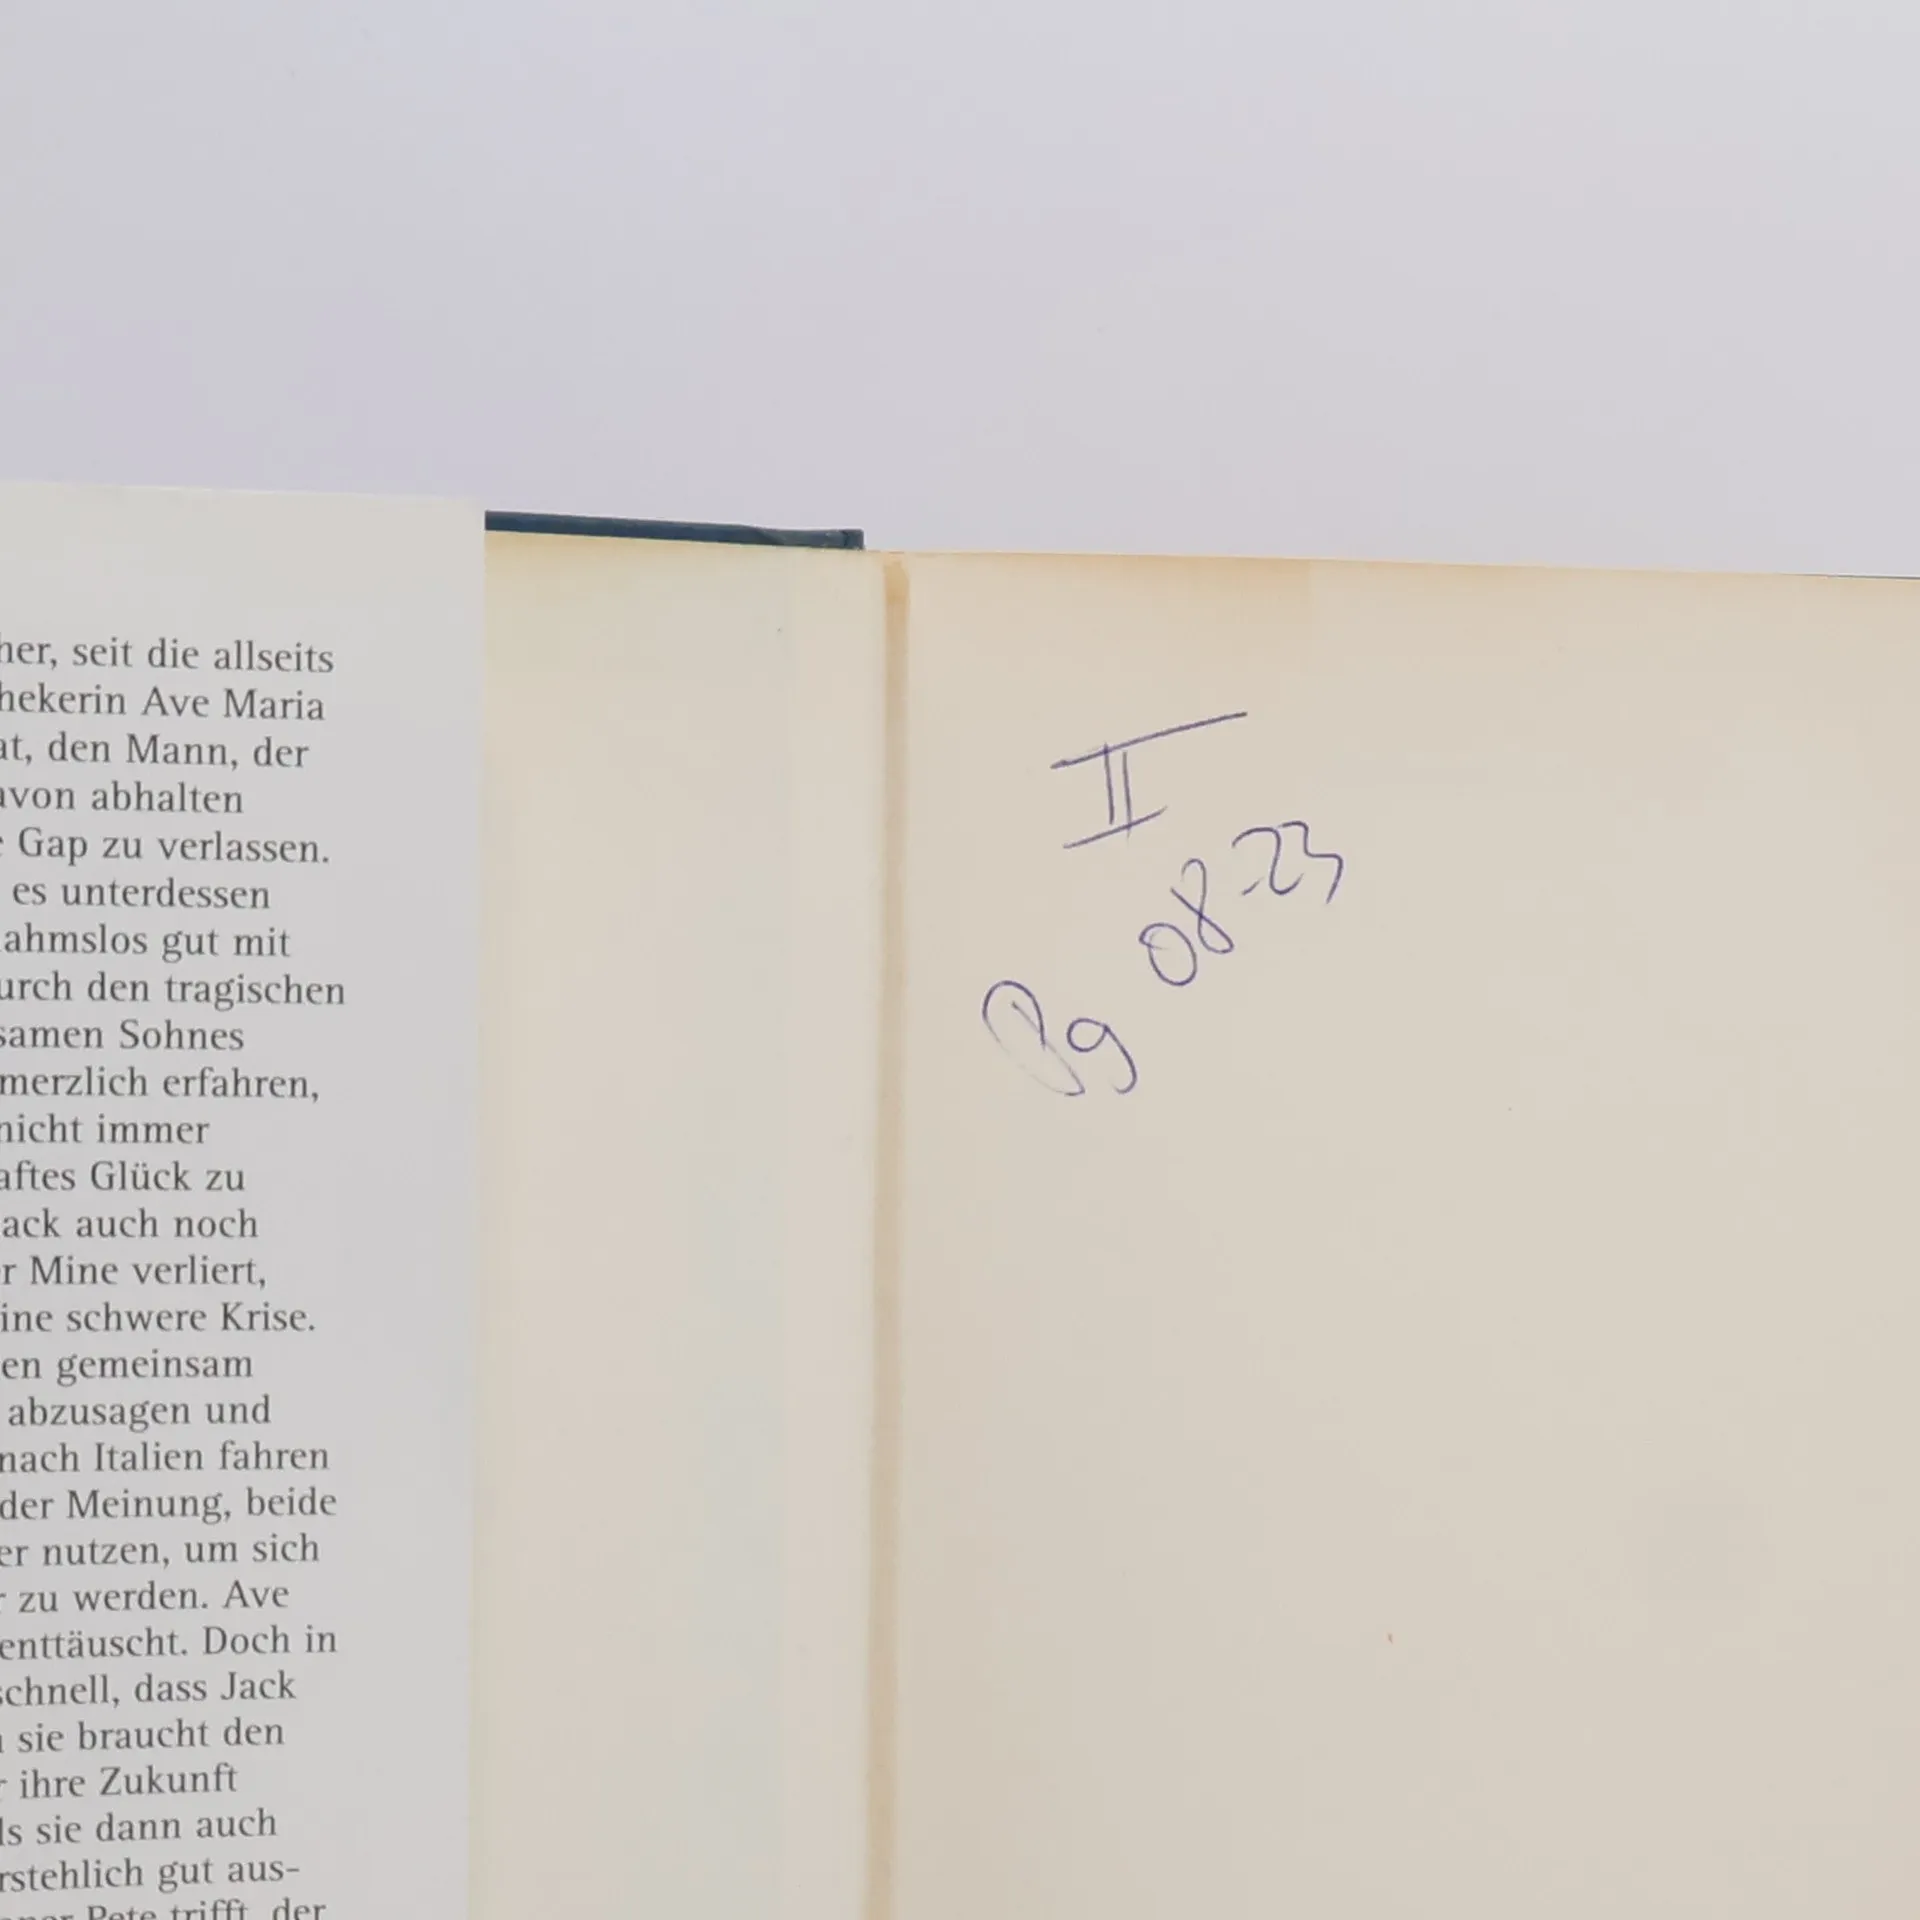 her, seit die allseits
hekerin Ave Maria
at, den Mann, der
avon abhalten
Gap zu verlassen.
es unterdessen
ahmslos gut mit
urch den tragischen
samen Sohnes
merzlich erfahren,
nicht immer
aftes Glück zu
ack auch noch
r Mine verliert,
ine schwere Krise.
en gemeinsam
abzusagen und
nach Italien fahren
der Meinung, beide
er nutzen, um sich
r zu werden. Ave
enttäuscht. Doch in
schnell, dass Jack
sie braucht den
r ihre Zukunft
ls sie dann auch
rstehlich gut aus-
Pete trifft, der
II
Bg 08-23